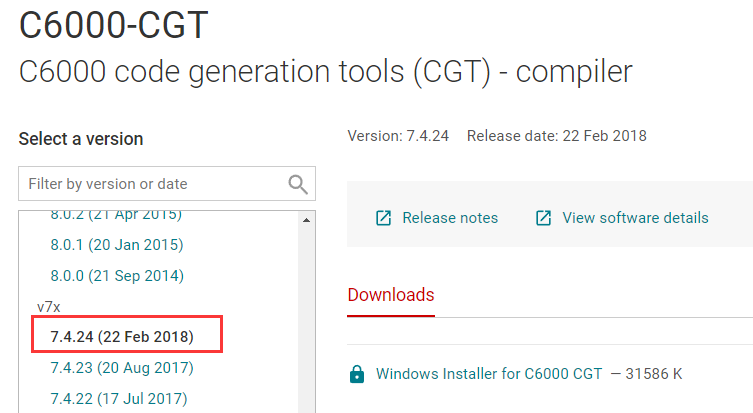 C6000-CGT
C6000 code generation tools (CGT) - compiler
Select a version
Filter by version or date
8.0.2 (21 Apr 2015)
8.0.1 (20 Jan 2015)
8.0.0 (21 Sep 2014)
v7x
7.4.24 (22 Feb 2018)
7.4.23 (20 Aug 2017)
7.4.22 (17 Jul 2017)
Version: 7.4.24 Release date: 22 Feb 2018
Release notes View software details
Downloads
Windows Installer for C6000 CGT — 31586 K